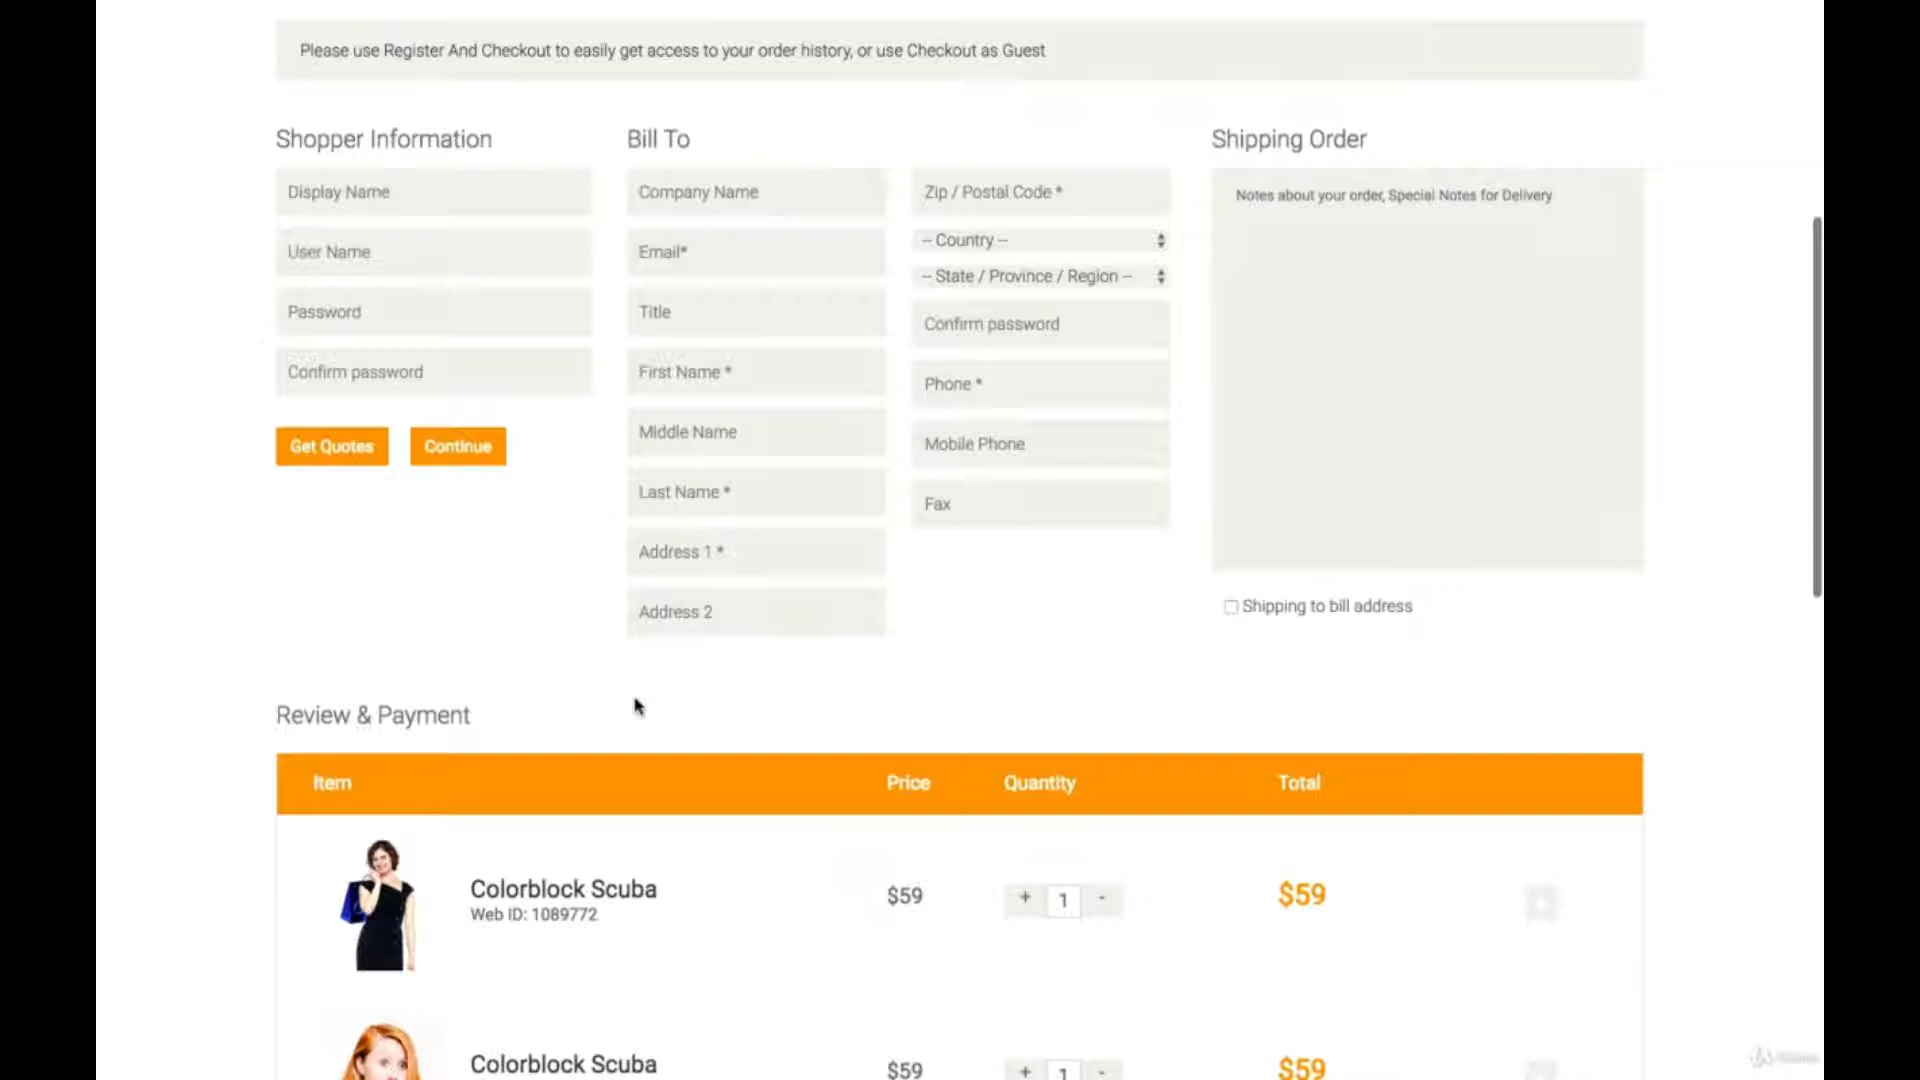 Please use Register And Checkout to easily get access to your order history, or use Checkout as Guest
Shopper Information
Display Name
User Name
Password
Confirm password
Get Quotes
Continue
Bill To
Company Name
Email*
Title
First Name *
Middle Name
Last Name *
Address 1 *
Address 2
Zip / Postal Code *
-- Country --
-- State / Province / Region --
Confirm password
Phone *
Mobile Phone
Fax
Shipping Order
Notes about your order, Special Notes for Delivery
Shipping to bill address
Review & Payment
Item Price Quantity Total
Colorblock Scuba
Web ID: 1089772
$59 + 1 - $59
Colorblock Scuba
$59 + 1 - $59